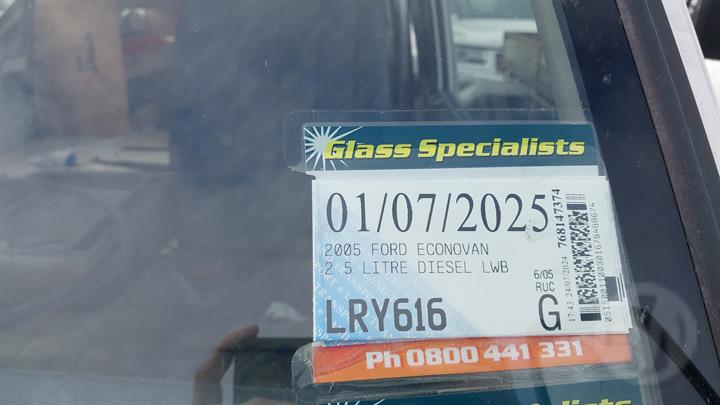 Glass Specialists
01/07/2025
2005 FORD ECONOVAN
2.5 LITRE DIESEL LWB
6/05
RUC
LRY616
G
17:43 24/07/2024
768147374
Ph 0800 441 331